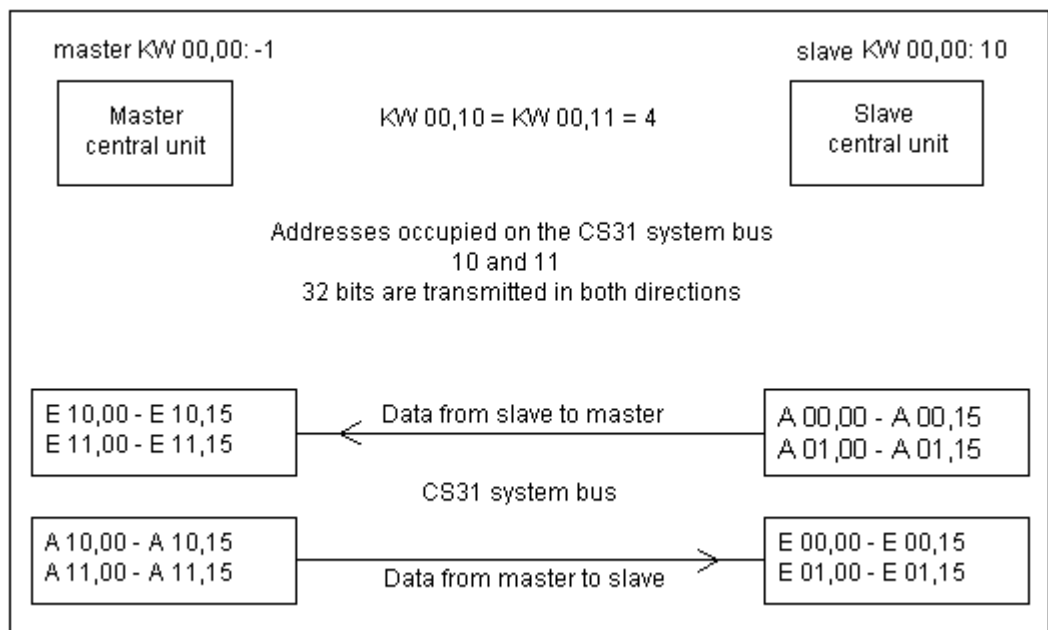 master KW 00,00: -1
slave KW 00,00: 10
Master
central unit
KW 00,10 = KW 00,11 = 4
Slave
central unit
Addresses occupied on the CS31 system bus
10 and 11
32 bits are transmitted in both directions
E 10,00 - E 10,15
E 11,00 - E 11,15
Data from slave to master
A 00,00 - A 00,15
A 01,00 - A 01,15
CS31 system bus
A 10,00 - A 10,15
A 11,00 - A 11,15
Data from master to slave
E 00,00 - E 00,15
E 01,00 - E 01,15